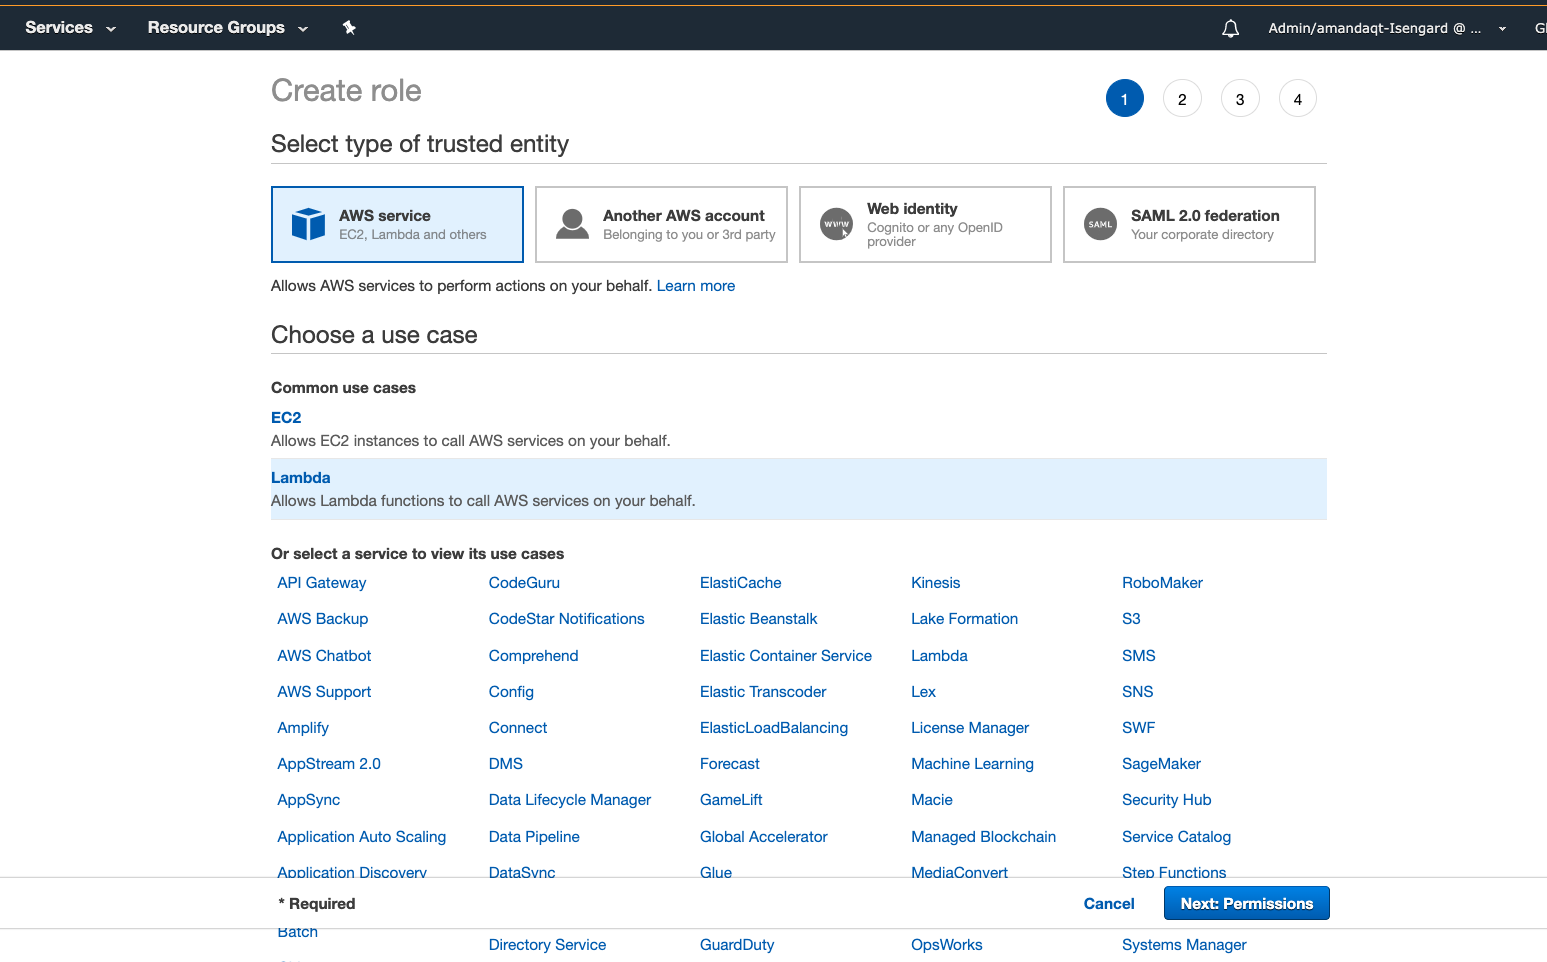 Services Resource Groups Admin/amandaqt-Isengard @ ...
Create role 1 2 3 4
Select type of trusted entity
AWS service
EC2, Lambda and others
Another AWS account
Belonging to you or 3rd party
www
Web identity
Cognito or any OpenID
provider
SAML
SAML 2.0 federation
Your corporate directory
Allows AWS services to perform actions on your behalf. Learn more
Choose a use case
Common use cases
EC2
Allows EC2 instances to call AWS services on your behalf.
Lambda
Allows Lambda functions to call AWS services on your behalf.
Or select a service to view its use cases
API Gateway CodeGuru ElastiCache Kinesis RoboMaker
AWS Backup CodeStar Notifications Elastic Beanstalk Lake Formation S3
AWS Chatbot Comprehend Elastic Container Service Lambda SMS
AWS Support Config Elastic Transcoder Lex SNS
Amplify Connect ElasticLoadBalancing License Manager SWF
AppStream 2.0 DMS Forecast Machine Learning SageMaker
AppSync Data Lifecycle Manager GameLift Macie Security Hub
Application Auto Scaling Data Pipeline Global Accelerator Managed Blockchain Service Catalog
Application Discovery DataSync Glue MediaConvert Step Functions
* Required Cancel Next: Permissions
Batch
Directory Service GuardDuty OpsWorks Systems Manager